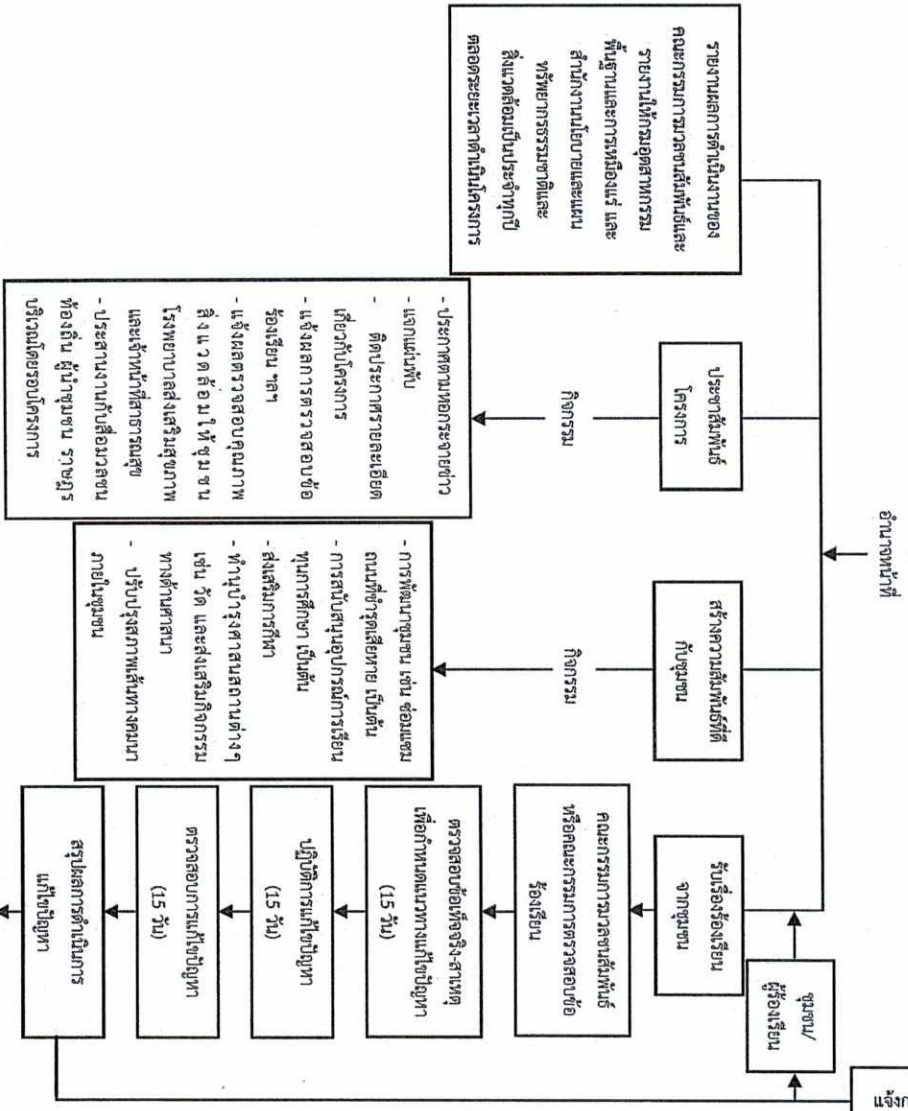 อำนาจหน้าที่
รายงานผลการดำเนินงานของ
คณะกรรมการมวลชนสัมพันธ์และ
รายงานให้กรมอุตสาหกรรม
พื้นฐานและการเหมืองแร่ และ
สำนักงานนโยบายและแผน
ทรัพยากรธรรมชาติและ
สิ่งแวดล้อมเป็นประจำทุกปี
ตลอดระยะเวลาดำเนินโครงการ
ประชาสัมพันธ์
โครงการ
กิจกรรม
- ประกาศตามหอกระจายข่าว
- แจกแผ่นพับ
- ติดประกาศรายละเอียด
เกี่ยวกับโครงการ
- แจ้งผลการตรวจสอบข้อ
ร้องเรียน ฯลฯ
- แจ้งผลตรวจสอบคุณภาพ
สิ่งแวดล้อมให้ชุมชน
โรงพยาบาลส่งเสริมสุขภาพ
และเจ้าหน้าที่สาธารณสุข
- ประสานงานกับสื่อมวลชน
ท้องถิ่น ผู้นำชุมชน ราษฎร
บริเวณโดยรอบโครงการ
สร้างความสัมพันธ์ที่ดี
กับชุมชน
กิจกรรม
- การพัฒนาชุมชน เช่น ซ่อมแซม
ถนนที่ชำรุดเสียหาย เป็นต้น
- การสนับสนุนอุปกรณ์การเรียน
ทุนการศึกษา เป็นต้น
- ส่งเสริมการกีฬา
- ทำนุบำรุงศาสนสถานต่างๆ
เช่น วัด และส่งเสริมกิจกรรม
ทางด้านศาสนา
- ปรับปรุงสภาพเส้นทางคมนา
ภายในชุมชน
รับเรื่องร้องเรียน
จากชุมชน
ชุมชน/
ผู้ร้องเรียน
คณะกรรมการมวลชนสัมพันธ์
หรือคณะกรรมการตรวจสอบข้อ
ร้องเรียน
ตรวจสอบข้อเท็จจริง-สาเหตุ
เพื่อกำหนดแนวทางแก้ไขปัญหา
(15 วัน)
ปฏิบัติการแก้ไขปัญหา
(15 วัน)
ตรวจสอบการแก้ไขปัญหา
(15 วัน)
สรุปผลการดำเนินการ
แก้ไขปัญหา